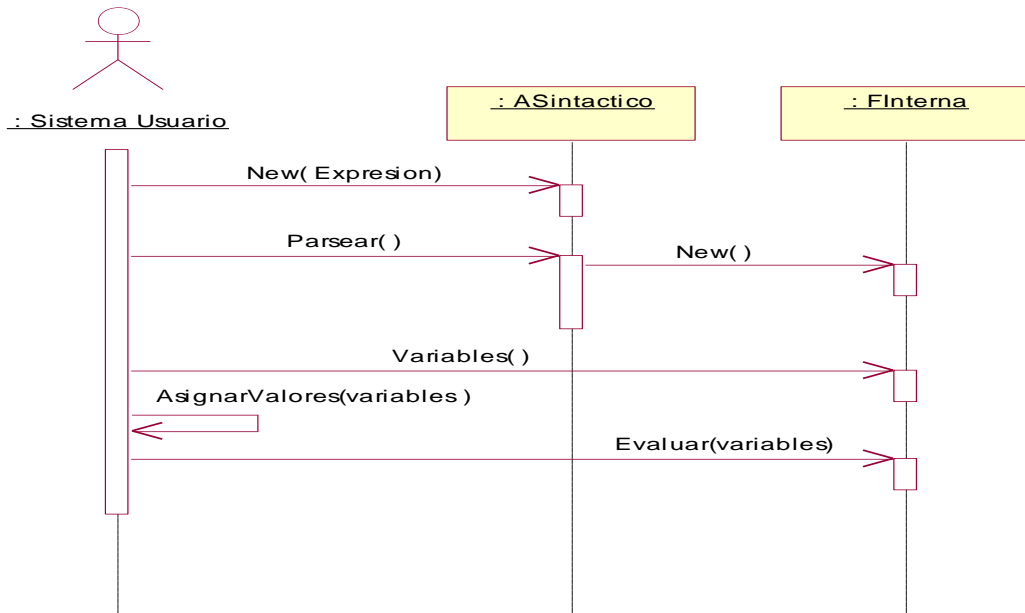 : ASintactico
: FInterna
: Sistema Usuario
New( Expresion)
Parsear( )
New( )
Variables( )
AsignarValores(variables )
Evaluar(variables)